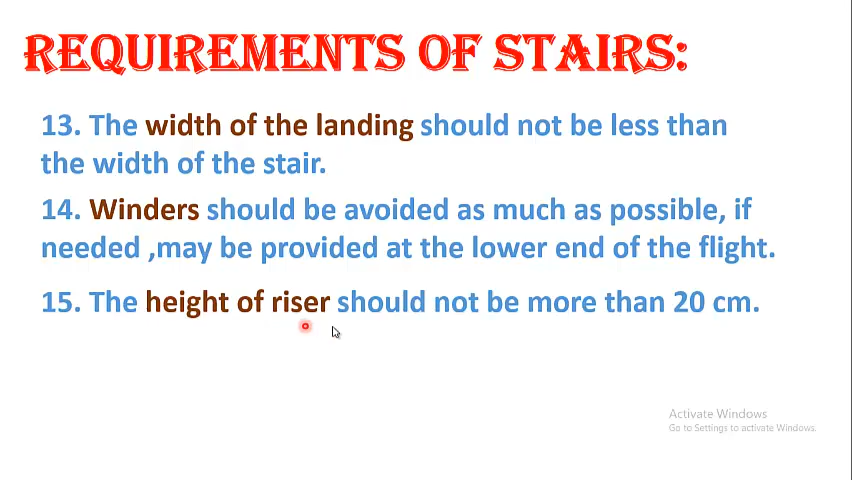 REQUIREMENTS OF STAIRS:
13. The width of the landing should not be less than
the width of the stair.
14. Winders should be avoided as much as possible, if
needed ,may be provided at the lower end of the flight.
15. The height of riser should not be more than 20 cm.
Activate Windows
Go to Settings to activate Windows.